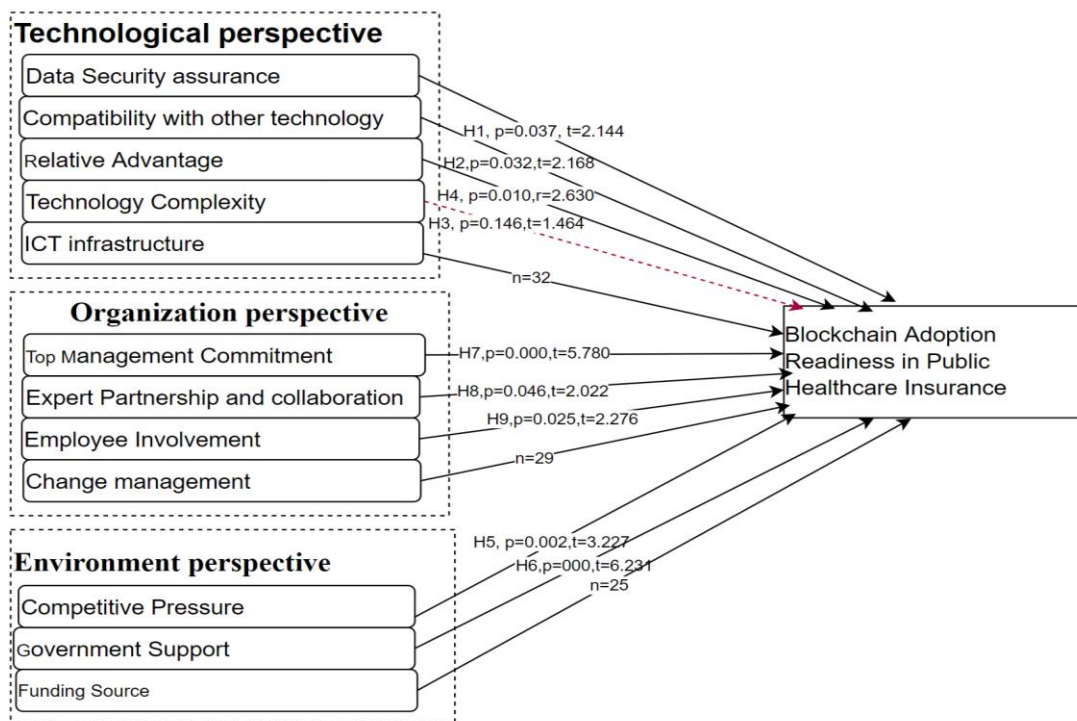 Technological perspective
Data Security assurance
Compatibility with other technology
Relative Advantage
Technology Complexity
ICT infrastructure
H1, p=0.037, t=2.144
H2,p=0.032,t=2.168
H4, p=0.010,r=2.630
H3, p=0.146,t=1.464
n=32
Organization perspective
Top Management Commitment
Expert Partnership and collaboration
Employee Involvement
Change management
H7,p=0.000,t=5.780
H8,p=0.046,t=2.022
H9,p=0.025,t=2.276
n=29
Blockchain Adoption
Readiness in Public
Healthcare Insurance
Environment perspective
Competitive Pressure
Government Support
Funding Source
H5, p=0.002,t=3.227
H6,p=000,t=6.231
n=25